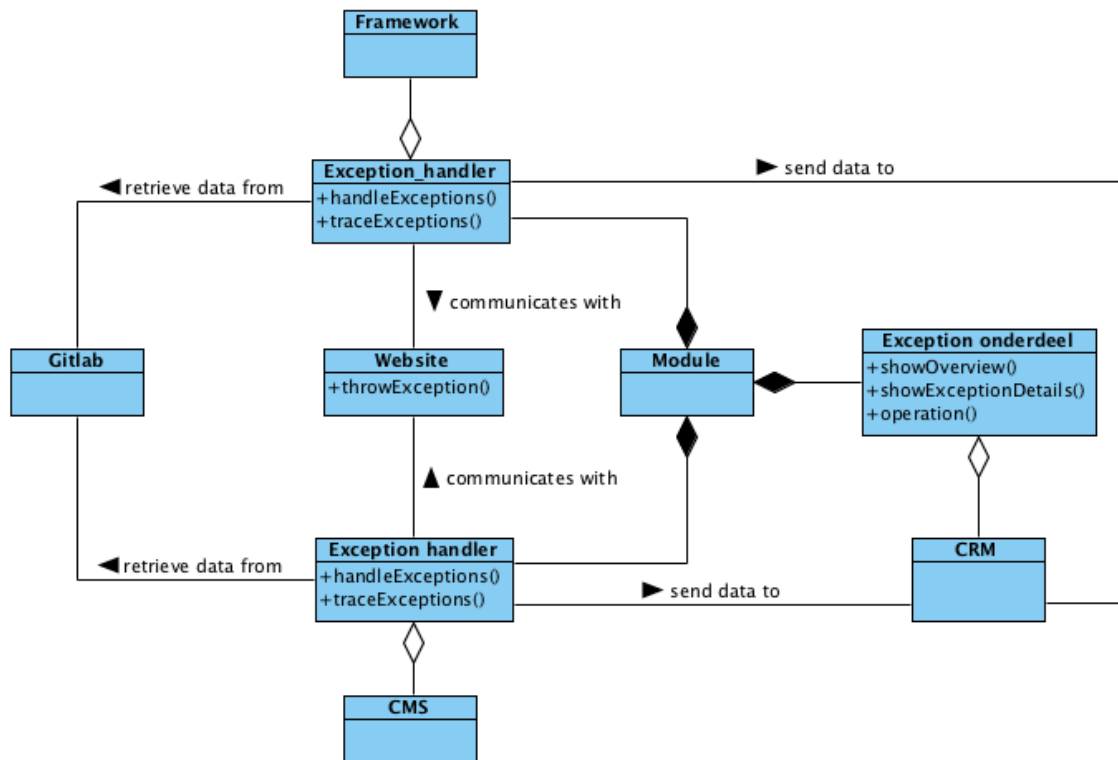 Framework
Exception_handler
+handleExceptions()
+traceExceptions()
retrieve data from
send data to
communicates with
Gitlab
Website
+throwException()
Module
Exception onderdeel
+showOverview()
+showExceptionDetails()
+operation()
communicates with
retrieve data from
Exception handler
+handleExceptions()
+traceExceptions()
send data to
CRM
CMS